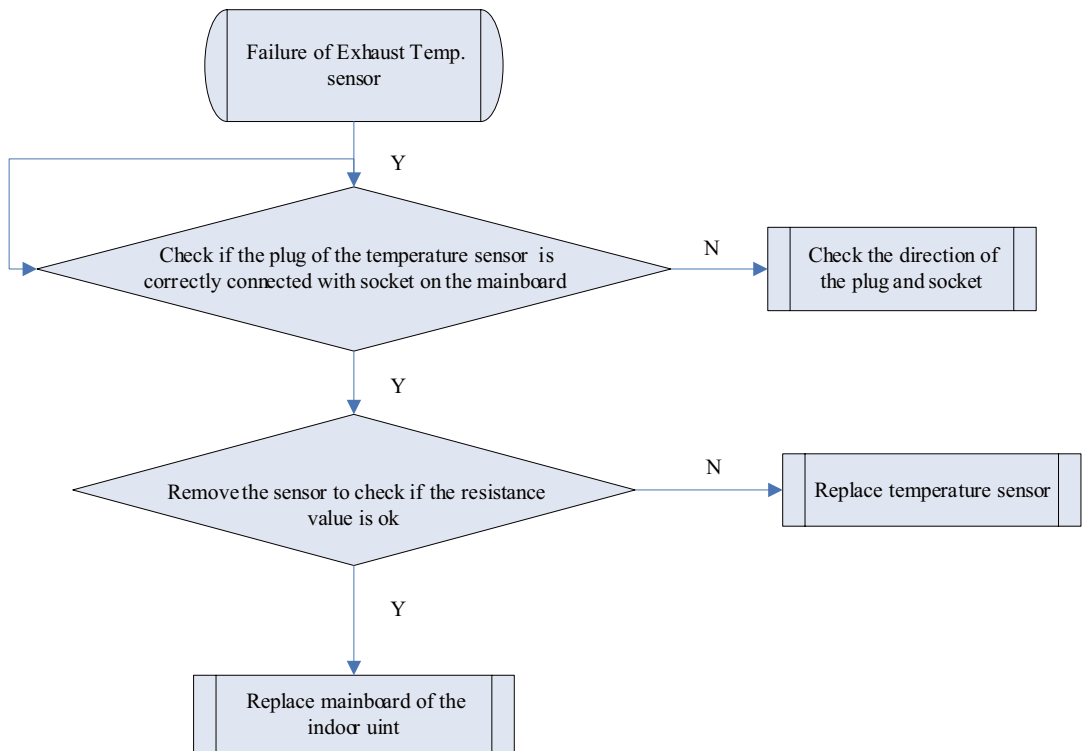 Failure of Exhaust Temp.
sensor
Y
Check if the plug of the temperature sensor is
correctly connected with socket on the mainboard
N
Check the direction of
the plug and socket
Y
Remove the sensor to check if the resistance
value is ok
N
Replace temperature sensor
Y
Replace mainboard of the
indoor uint